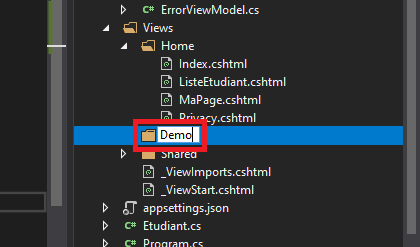 ErrorViewModel.cs
Views
Home
Index.cshtml
ListeEtudiant.cshtml
MaPage.cshtml
Privacy.cshtml
Demo
Shared
_ViewImports.cshtml
_ViewStart.cshtml
appsettings.json
Etudiant.cs
Program.cs